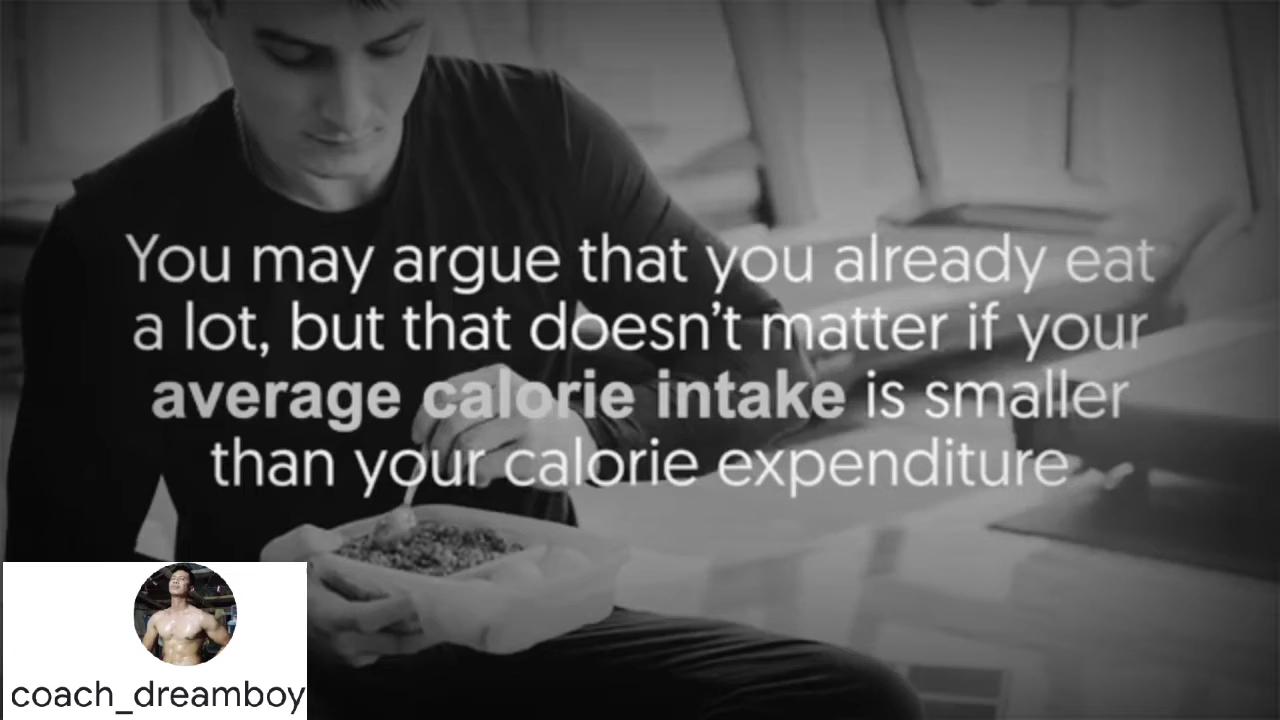 You may argue that you already eat
a lot, but that doesn't matter if your
average calorie intake is smaller
than your calorie expenditure
coach_dreamboy